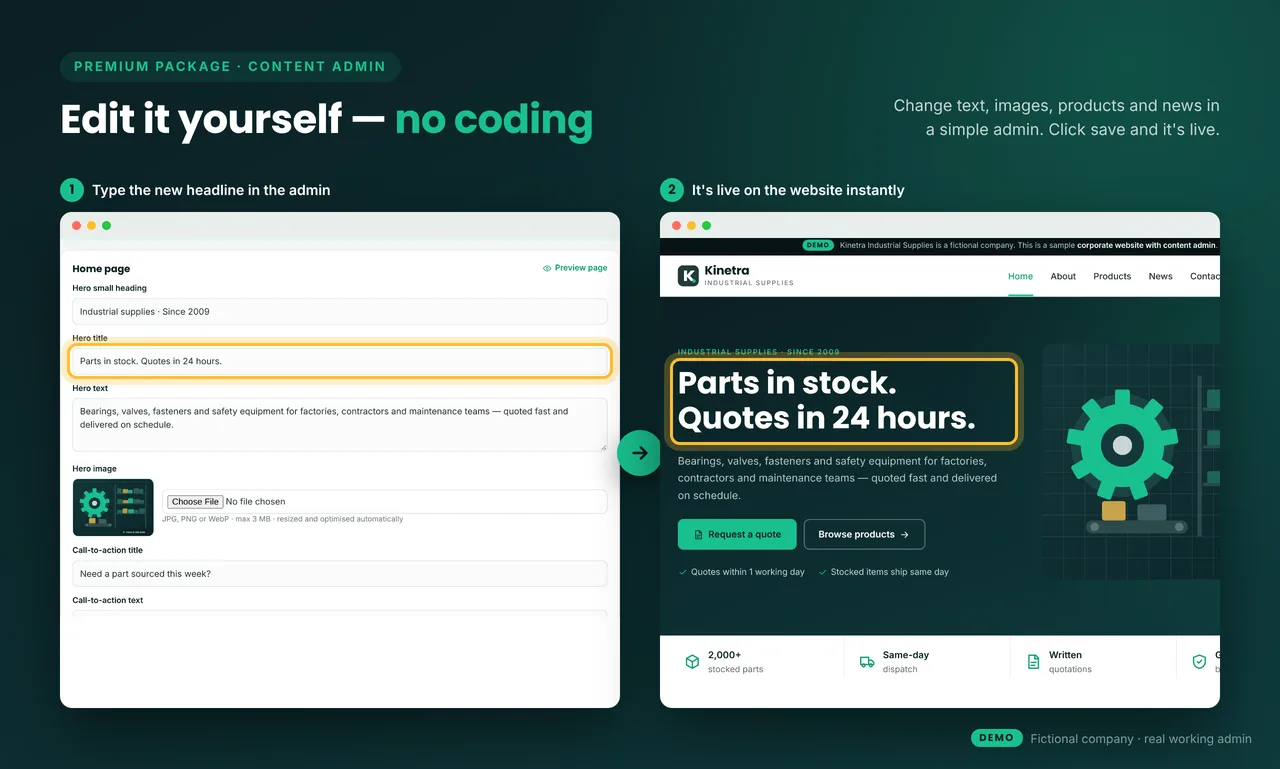 PREMIUM PACKAGE · CONTENT ADMIN
Edit it yourself — no coding
Change text, images, products and news in
a simple admin. Click save and it's live.
1 Type the new headline in the admin
Home page
Preview page
Hero small heading
Industrial supplies · Since 2009
Hero title
Parts in stock. Quotes in 24 hours.
Hero text
Bearings, valves, fasteners and safety equipment for factories, contractors and maintenance teams — quoted fast and
delivered on schedule.
Hero image
Choose File No file chosen
JPG, PNG or WebP · max 3 MB · resized and optimised automatically
Call-to-action title
Need a part sourced this week?
Call-to-action text
2 It's live on the website instantly
DEMO Kinetra Industrial Supplies is a fictional company. This is a sample corporate website with content admin.
K Kinetra
INDUSTRIAL SUPPLIES
Home About Products News Contac
INDUSTRIAL SUPPLIES · SINCE 2009
Parts in stock.
Quotes in 24 hours.
Bearings, valves, fasteners and safety equipment for factories,
contractors and maintenance teams — quoted fast and delivered
on schedule.
Request a quote
Browse products →
Quotes within 1 working day
Stocked items ship same day
2,000+
stocked parts
Same-day
dispatch
Written
quotations
DEMO Fictional company · real working admin